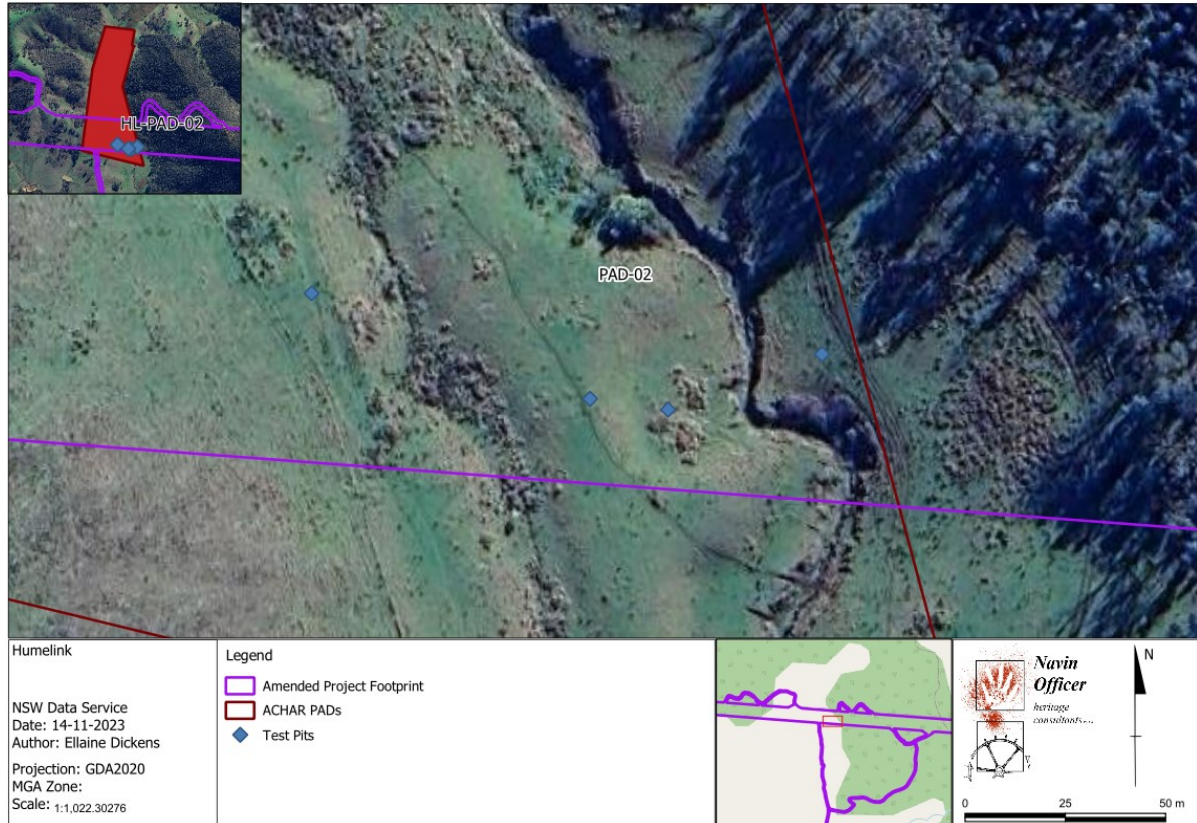 HL-PAD-02
PAD-02
Humelink
NSW Data Service
Date: 14-11-2023
Author: Ellaine Dickens
Projection: GDA2020
MGA Zone:
Scale: 1:1,022.30276
Legend
Amended Project Footprint
ACHAR PADs
Test Pits
Navin
Officer
heritage
consultants
N
0 25 50 m